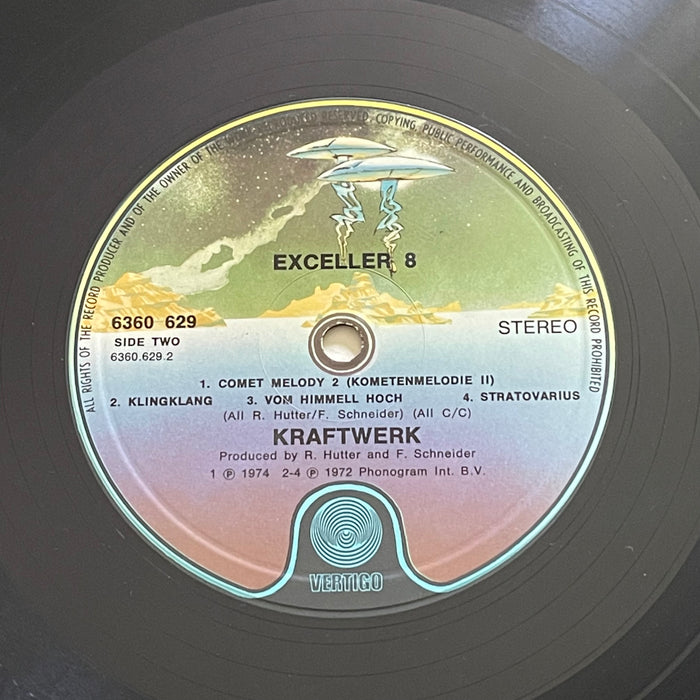 ALL RIGHTS OF THE RECORD PRODUCER AND OF THE OWNER OF THE WORK RECORDED RESERVED. COPYING, PUBLIC PERFORMANCE AND BROADCASTING OF THIS RECORD PROHIBITED
EXCELLER 8
6360 629
STEREO
SIDE TWO
6360.629.2
1. COMET MELODY 2 (KOMETENMELODIE II)
2. KLINGKLANG 3. VOM HIMMELL HOCH 4. STRATOVARIUS
(All R. Hutter/F. Schneider) (All C/C)
KRAFTWERK
Produced by R. Hutter and F. Schneider
1 ℗ 1974 2-4 ℗ 1972 Phonogram Int. B.V.
VERTIGO